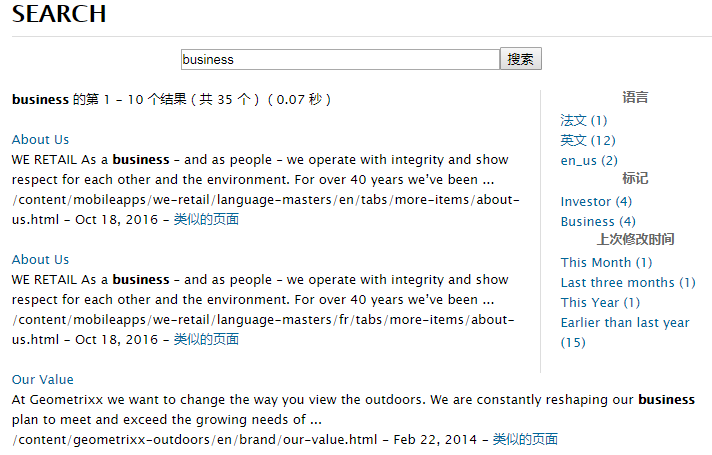 SEARCH
business 搜索
business 的第 1 – 10 个结果 ( 共 35 个 ) ( 0.07 秒 )
About Us
WE RETAIL As a business – and as people – we operate with integrity and show
respect for each other and the environment. For over 40 years we've been ...
/content/mobileapps/we-retail/language-masters/en/tabs/more-items/about-
us.html – Oct 18, 2016 – 类似的页面
About Us
WE RETAIL As a business – and as people – we operate with integrity and show
respect for each other and the environment. For over 40 years we've been ...
/content/mobileapps/we-retail/language-masters/fr/tabs/more-items/about-
us.html – Oct 18, 2016 – 类似的页面
Our Value
At Geometrixx we want to change the way you view the outdoors. We are constantly reshaping our business
plan to meet and exceed the growing needs of ...
/content/geometrixx-outdoors/en/brand/our-value.html – Feb 22, 2014 – 类似的页面
语言
法文 (1)
英文 (12)
en_us (2)
标记
Investor (4)
Business (4)
上次修改时间
This Month (1)
Last three months (1)
This Year (1)
Earlier than last year
(15)